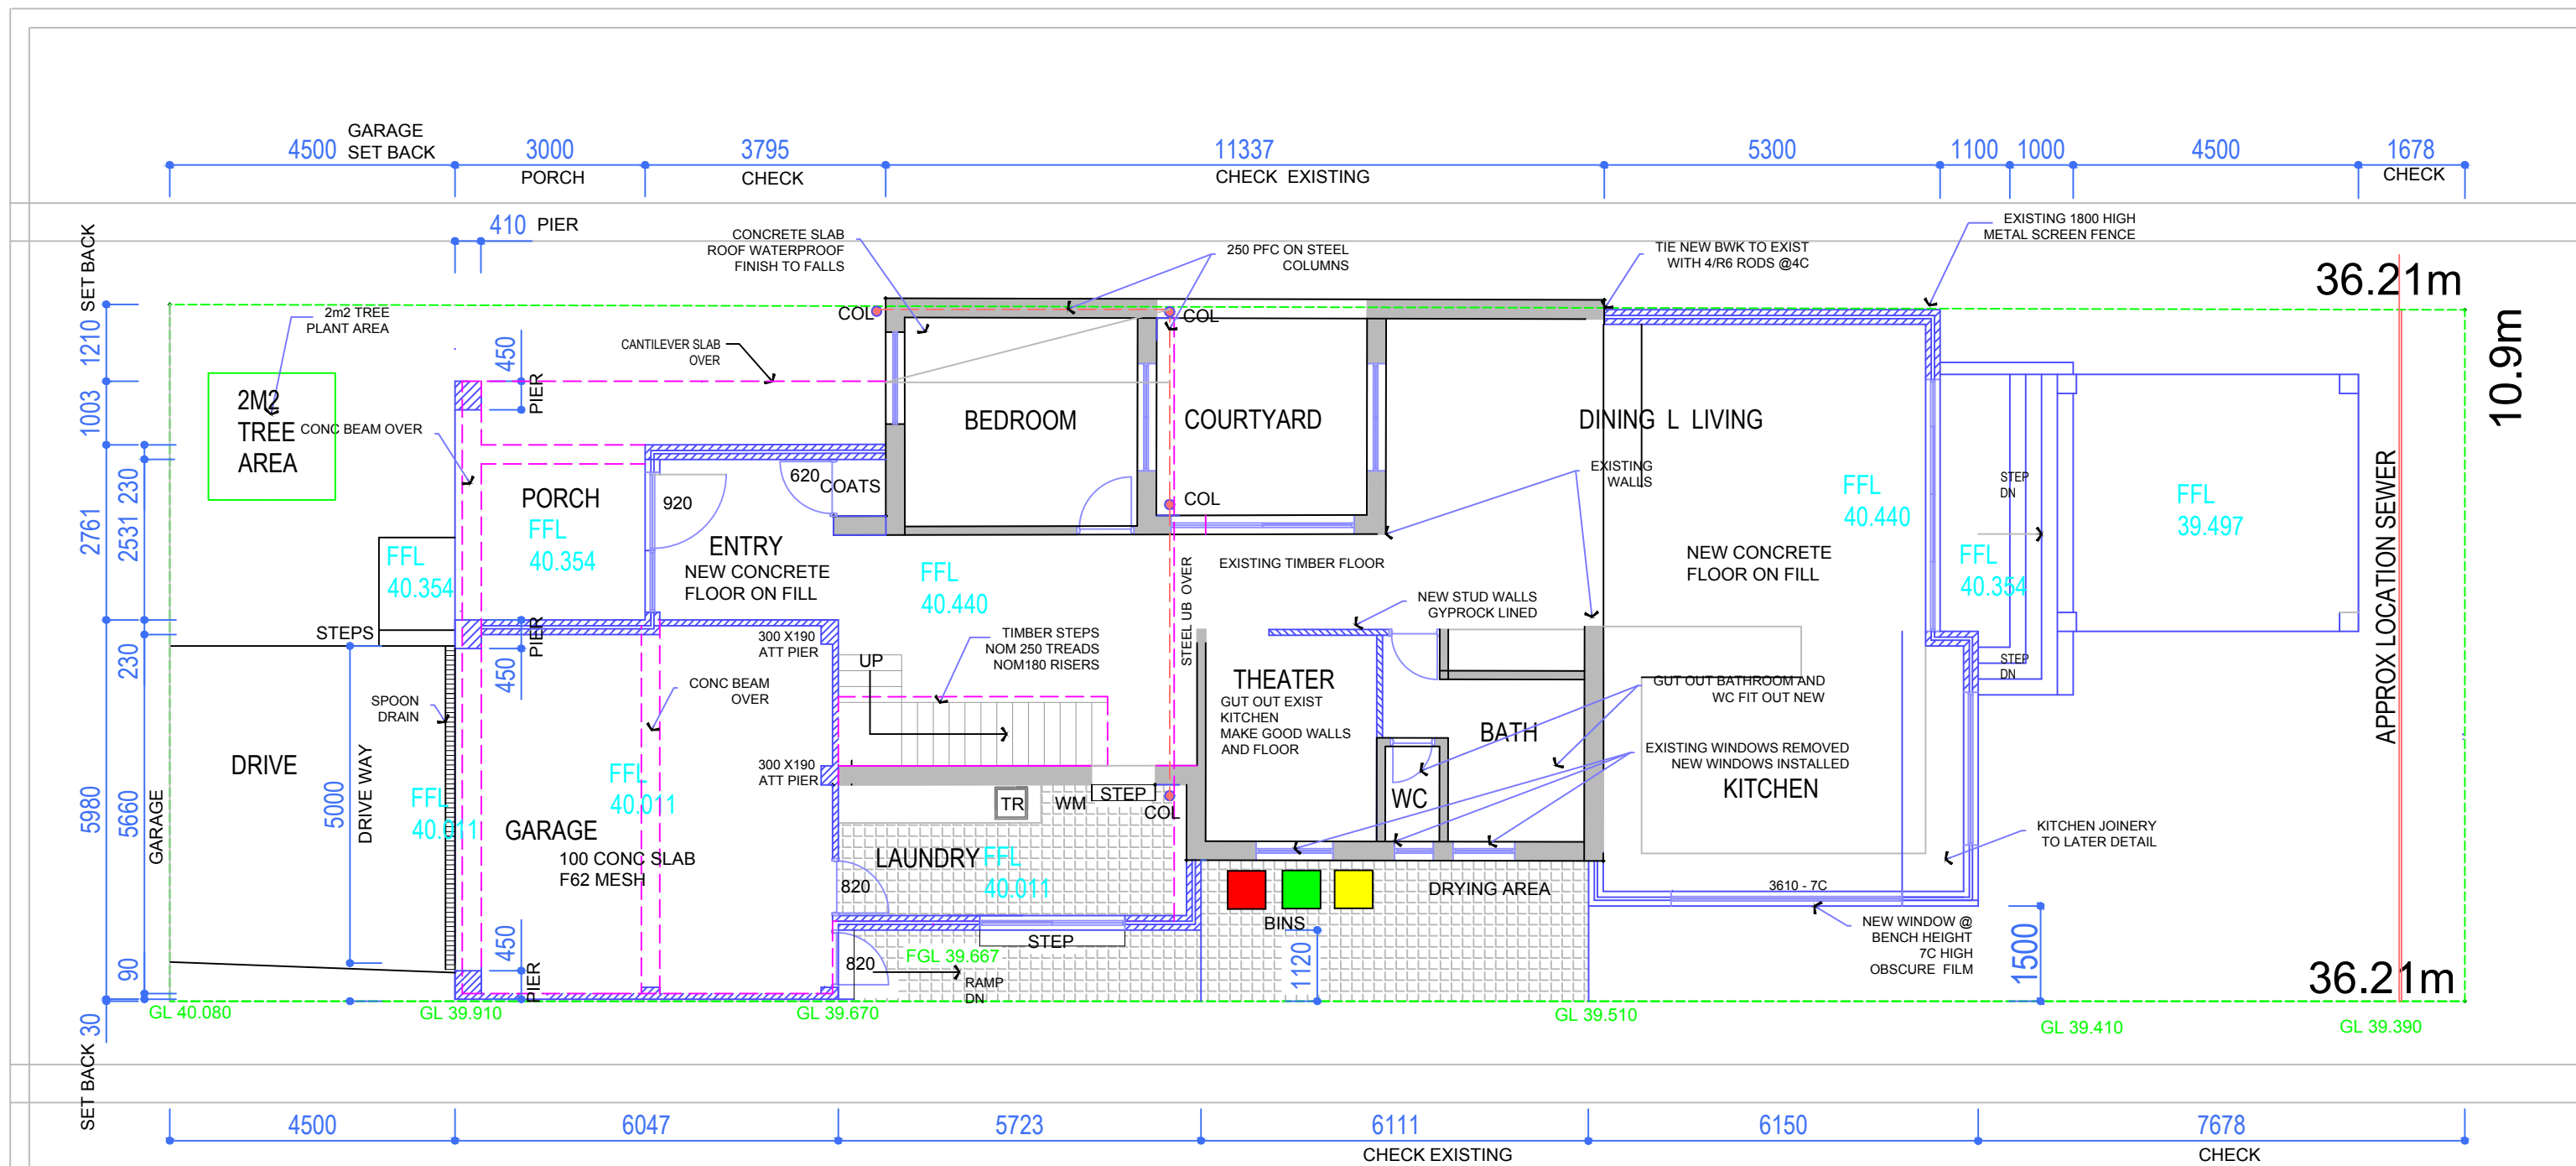 4500
GARAGE
SET BACK
3000
PORCH
3795
CHECK
11337
CHECK EXISTING
5300
1100
1000
4500
1678
CHECK
410 PIER
SET BACK
CONCRETE SLAB
ROOF WATERPROOF
FINISH TO FALLS
250 PFC ON STEEL
COLUMNS
TIE NEW BWK TO EXIST
WITH 4/R6 RODS @4C
EXISTING 1800 HIGH
METAL SCREEN FENCE
36.21m
10.9m
2m2 TREE
PLANT AREA
COL
COL
1210
450
PIER
CANTILEVER SLAB
OVER
2M2
TREE
AREA
CONC BEAM OVER
1003
BEDROOM
COURTYARD
DINING L LIVING
620
COATS
920
PORCH
FFL
40.354
COL
EXISTING
WALLS
FFL
40.440
STEP
DN
FFL
39.497
APPROX LOCATION SEWER
230
2761
2531
FFL
40.354
ENTRY
NEW CONCRETE
FLOOR ON FILL
FFL
40.440
STEEL UB OVER
EXISTING TIMBER FLOOR
NEW CONCRETE
FLOOR ON FILL
FFL
40.354
NEW STUD WALLS
GYPROCK LINED
STEPS
PIER
450
300 X190
ATT PIER
TIMBER STEPS
NOM 250 TREADS
NOM180 RISERS
UP
STEP
DN
230
SPOON
DRAIN
CONC BEAM
OVER
THEATER
GUT OUT EXIST
KITCHEN
MAKE GOOD WALLS
AND FLOOR
GUT OUT BATHROOM AND
WC FIT OUT NEW
BATH
DRIVE
5000
DRIVE WAY
FFL
40.011
FFL
40.011
300 X190
ATT PIER
EXISTING WINDOWS REMOVED
NEW WINDOWS INSTALLED
KITCHEN
5980
5660
GARAGE
GARAGE
100 CONC SLAB
F62 MESH
TR
WM
STEP
COL
WC
KITCHEN JOINERY
TO LATER DETAIL
LAUNDRY
FFL
40.011
820
DRYING AREA
3610 - 7C
BINS
NEW WINDOW @
BENCH HEIGHT
7C HIGH
OBSCURE FILM
450
PIER
820
STEP
FGL 39.667
RAMP
DN
1120
1500
36.21m
90
30
SET BACK
GL 40.080
GL 39.910
GL 39.670
GL 39.510
GL 39.410
GL 39.390
4500
6047
5723
6111
CHECK EXISTING
6150
7678
CHECK